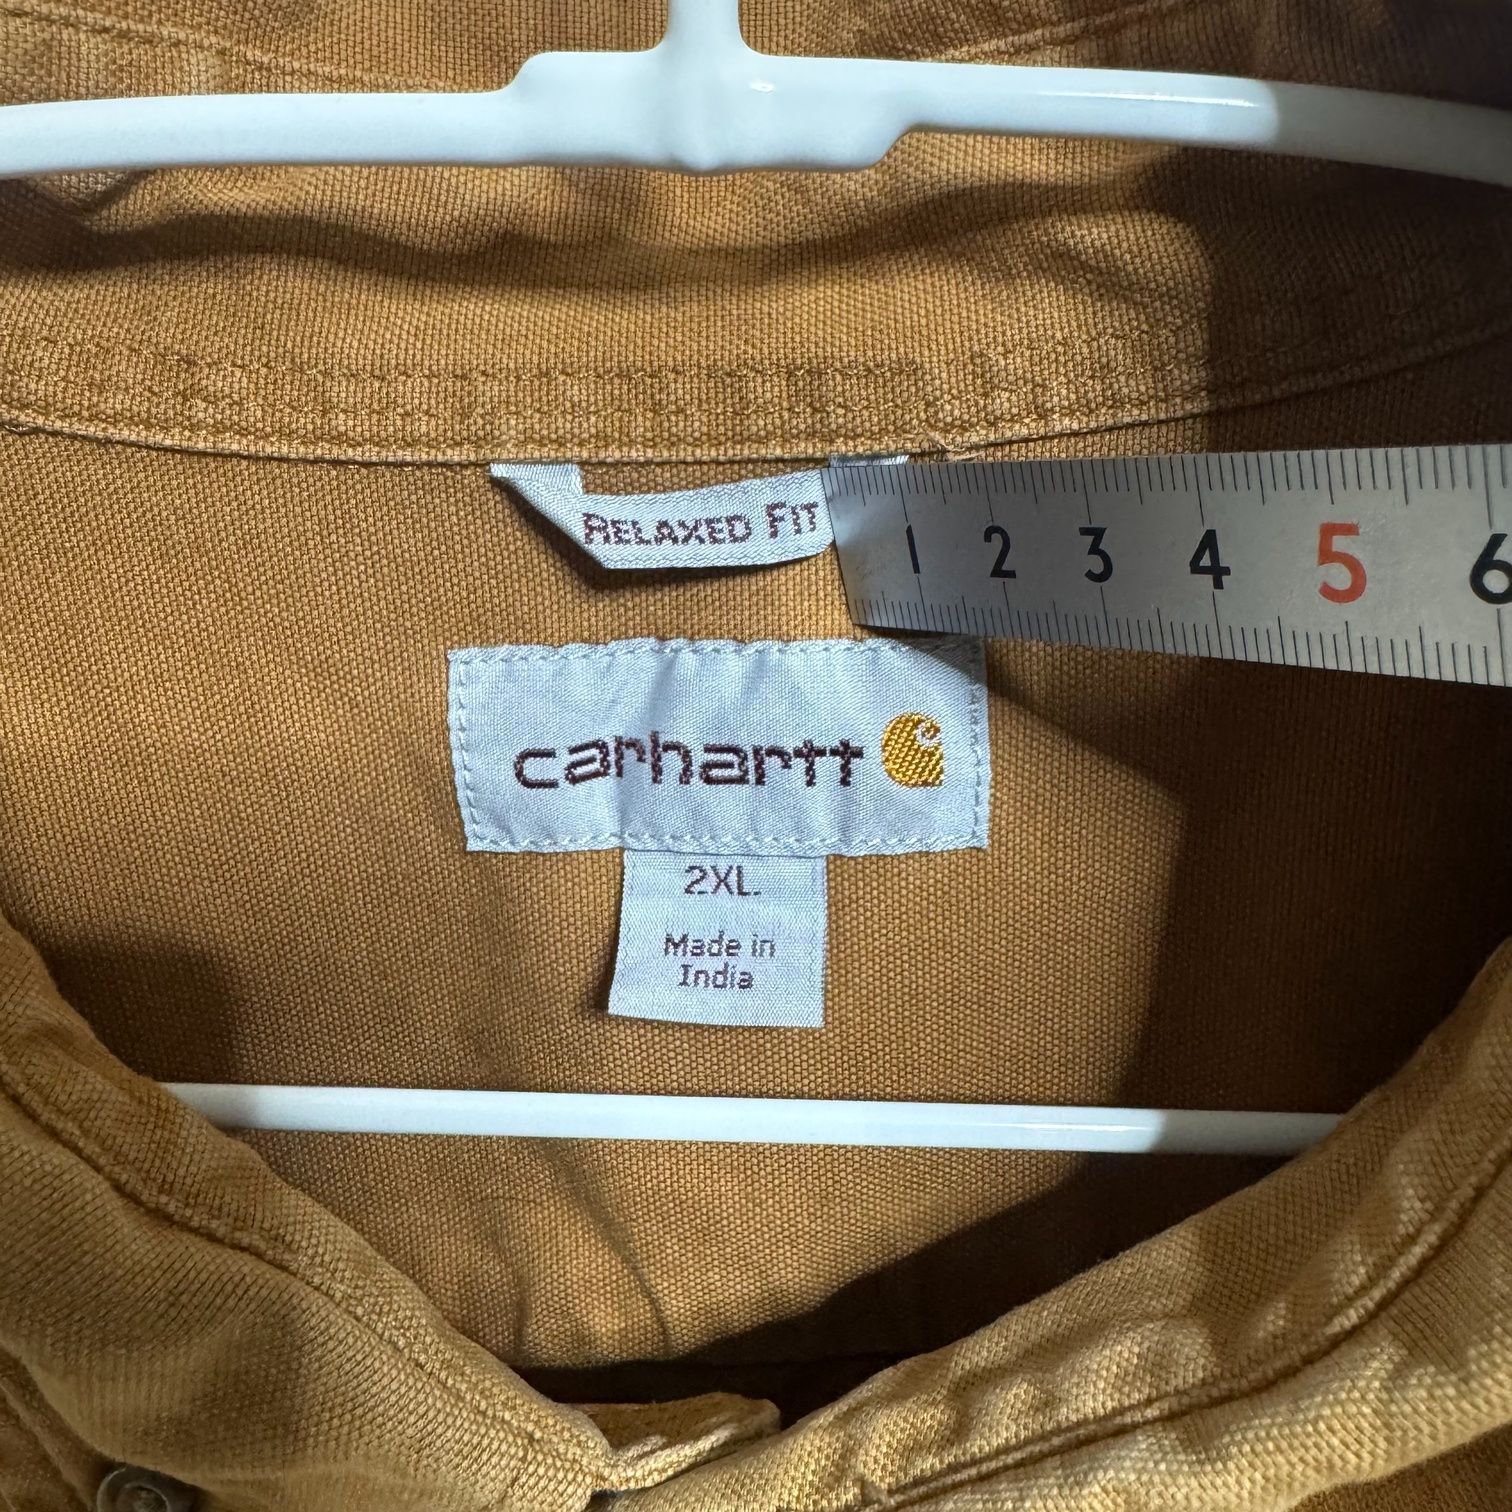 RELAXED FIT
1 2 3 4 5 6
carhartt
2XL
Made in
India